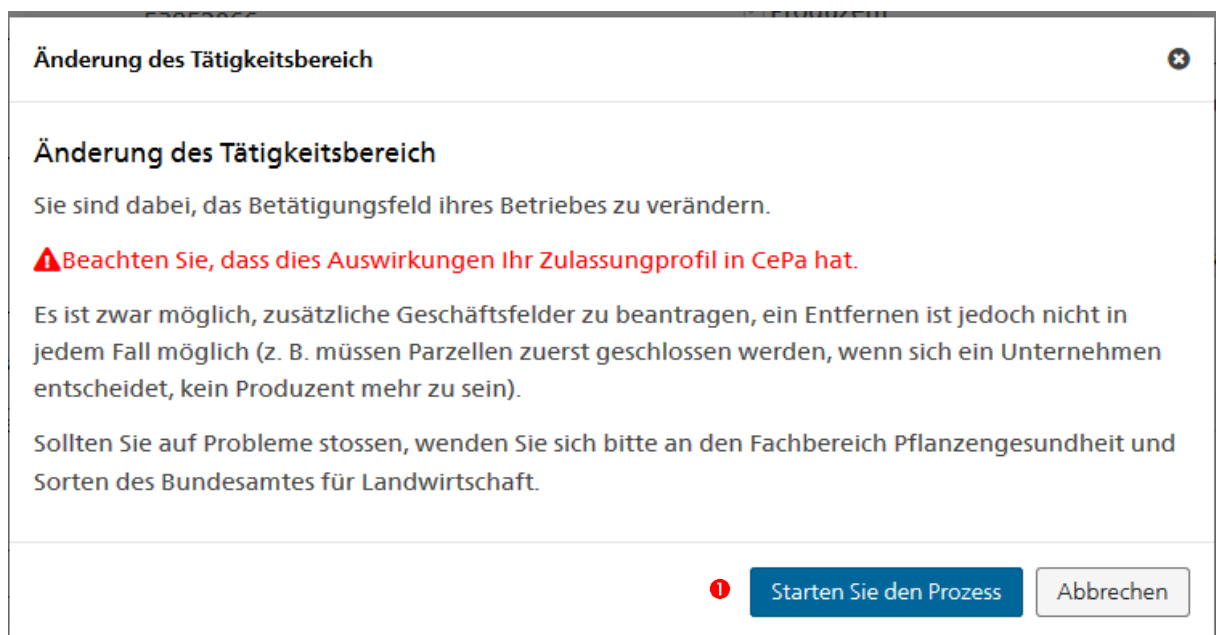 Änderung des Tätigkeitsbereich
Änderung des Tätigkeitsbereich
Sie sind dabei, das Betätigungsfeld ihres Betriebes zu verändern.
Beachten Sie, dass dies Auswirkungen Ihr Zulassungprofil in CePa hat.
Es ist zwar möglich, zusätzliche Geschäftsfelder zu beantragen, ein Entfernen ist jedoch nicht in
jedem Fall möglich (z. B. müssen Parzellen zuerst geschlossen werden, wenn sich ein Unternehmen
entscheidet, kein Produzent mehr zu sein).
Sollten Sie auf Probleme stossen, wenden Sie sich bitte an den Fachbereich Pflanzengesundheit und
Sorten des Bundesamtes für Landwirtschaft.
1 Starten Sie den Prozess Abbrechen